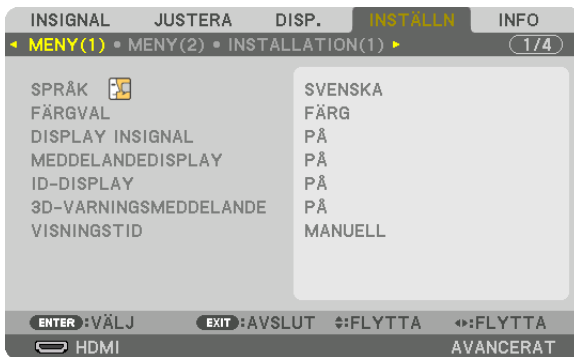 INSIGNAL JUSTERA DISP. INSTÄLLN INFO
MENY(1) • MENY(2) • INSTALLATION(1) 1/4
SPRÅK SVENSKA
FÄRGVAL FÄRG
DISPLAY INSIGNAL PÅ
MEDDELANDEDISPLAY PÅ
ID-DISPLAY PÅ
3D-VARNINGSMEDDELANDE PÅ
VISNINGSTID MANUELL
ENTER :VÄLJ EXIT :AVSLUT :FLYTTA :FLYTTA
HDMI AVANCERAT